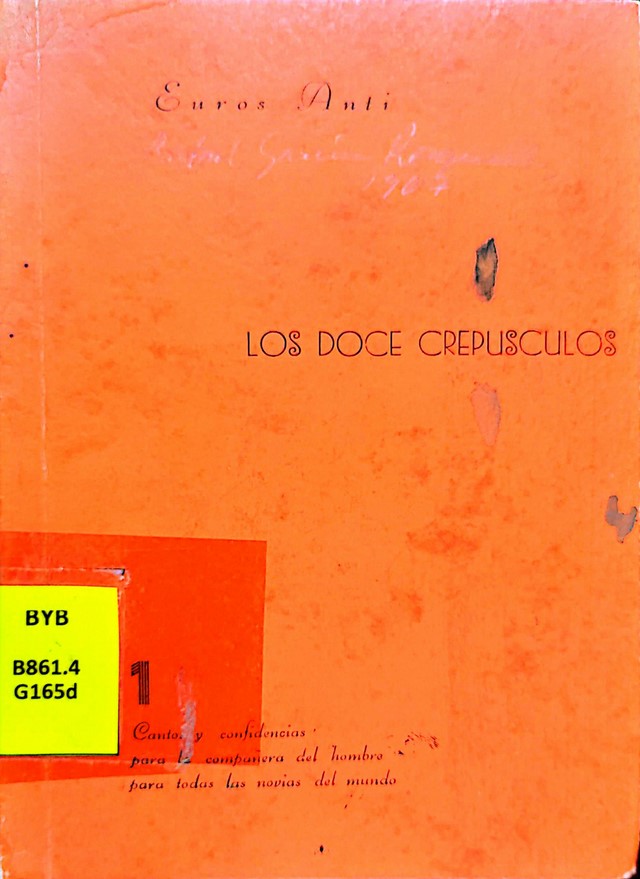 Euros Anti
García
1967
LOS DOCE CREPUSCULOS
BYB
B861.4
G165d
1
Cantos y confidencias
para la compañera del hombre
para todas las novias del mundo